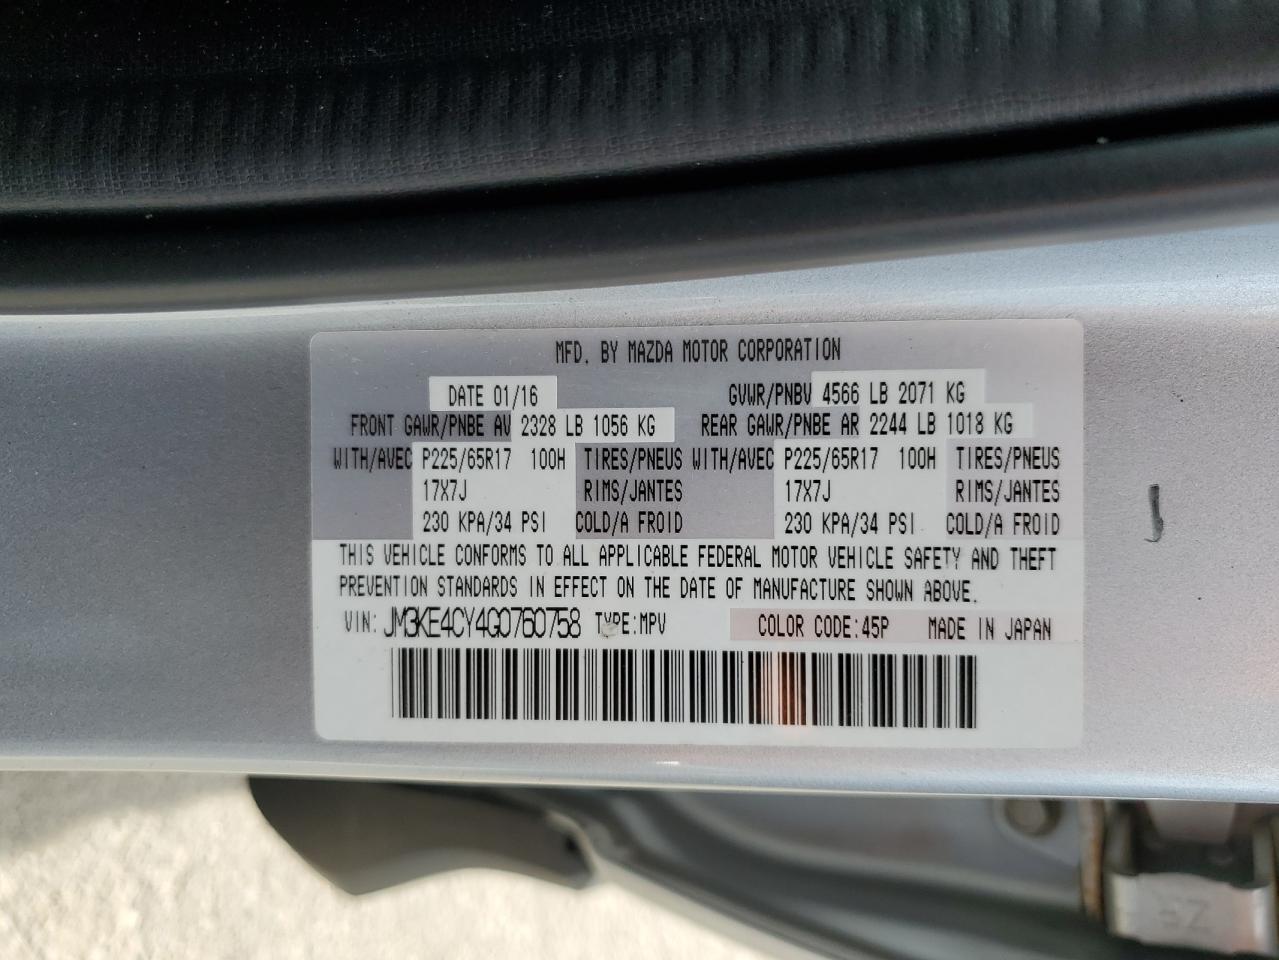 MFD. BY MAZDA MOTOR CORPORATION
DATE 01/16 GVWR/PNBV 4566 LB 2071 KG
FRONT GAWR/PNBE AV 2328 LB 1056 KG REAR GAWR/PNBE AR 2244 LB 1018 KG
WITH/AVEC P225/65R17 100H TIRES/PNEUS WITH/AVEC P225/65R17 100H TIRES/PNEUS
17X7J RIMS/JANTES 17X7J RIMS/JANTES
230 KPA/34 PSI COLD/A FROID 230 KPA/34 PSI COLD/A FROID
THIS VEHICLE CONFORMS TO ALL APPLICABLE FEDERAL MOTOR VEHICLE SAFETY AND THEFT
PREVENTION STANDARDS IN EFFECT ON THE DATE OF MANUFACTURE SHOWN ABOVE.
VIN: JM3KE4CY4G0760758 TYPE:MPV COLOR CODE:45P MADE IN JAPAN